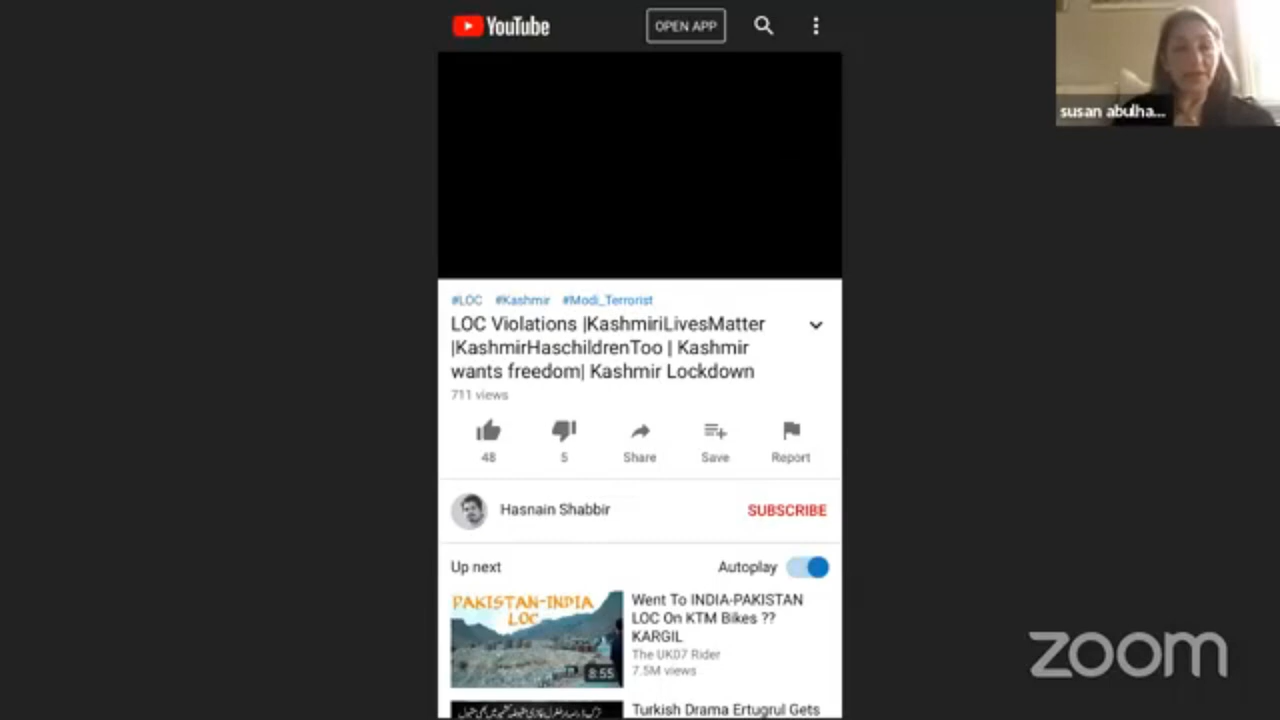 YouTube
OPEN APP
susan abulha...
#LOC #Kashmir #Modi_Terrorist
LOC Violations |KashmiriLivesMatter
|KashmirHaschildrenToo | Kashmir
wants freedom| Kashmir Lockdown
711 views
48
5
Share
Save
Report
Hasnain Shabbir
SUBSCRIBE
Up next
Autoplay
PAKISTAN-INDIA
LOC
8:55
Went To INDIA-PAKISTAN
LOC On KTM Bikes ??
KARGIL
The UK07 Rider
7.5M views
Turkish Drama Ertugrul Gets
zoom